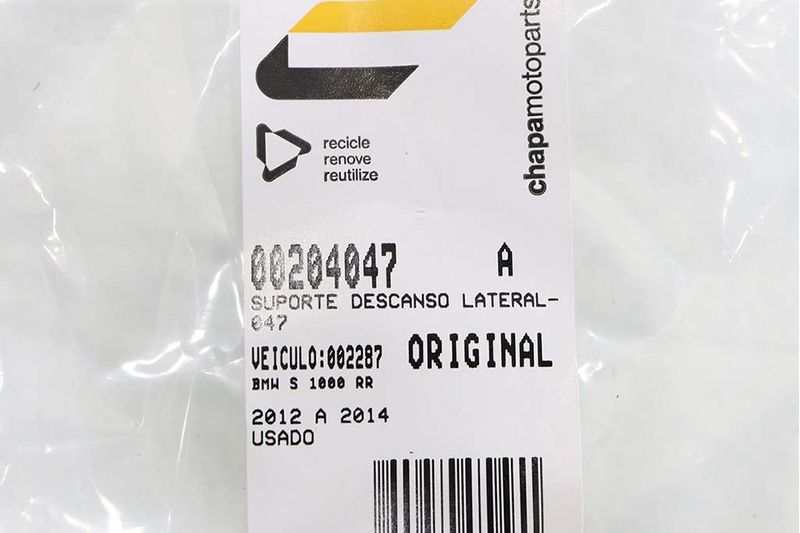 chapamotoparts
recicle
renove
reutilize
00204047 A
SUPORTE DESCANSO LATERAL-
047
VEICULO:002287 ORIGINAL
BMW S 1000 RR
2012 A 2014
USADO